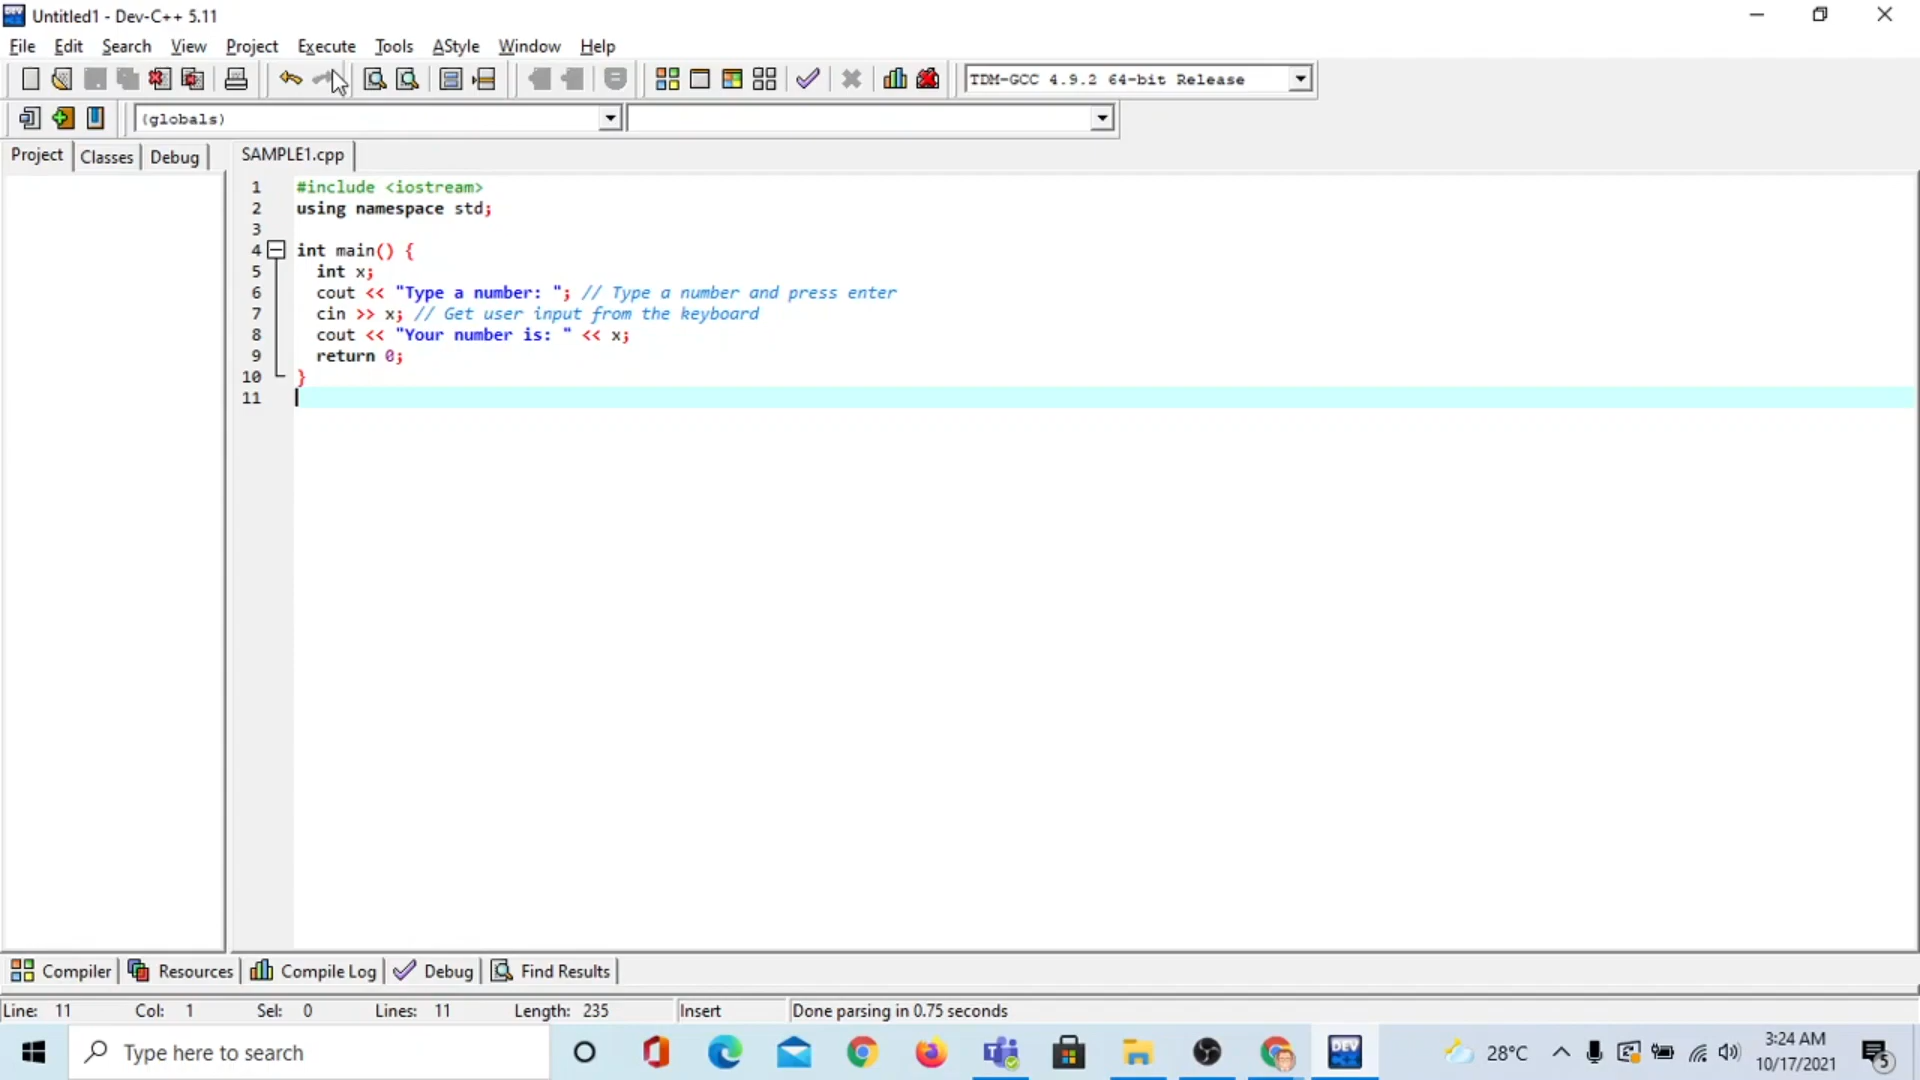 Untitled1 - Dev-C++ 5.11
File Edit Search View Project Execute Tools AStyle Window Help
TDM-GCC 4.9.2 64-bit Release
(globals)
Project Classes Debug SAMPLE1.cpp
1 #include <iostream>
2 using namespace std;
3
4 int main() {
5 int x;
6 cout << "Type a number: "; // Type a number and press enter
7 cin >> x; // Get user input from the keyboard
8 cout << "Your number is: " << x;
9 return 0;
10 }
11
Compiler Resources Compile Log Debug Find Results
Line: 11 Col: 1 Sel: 0 Lines: 11 Length: 235 Insert Done parsing in 0.75 seconds
Type here to search DEV 28°C 3:24 AM
10/17/2021 5